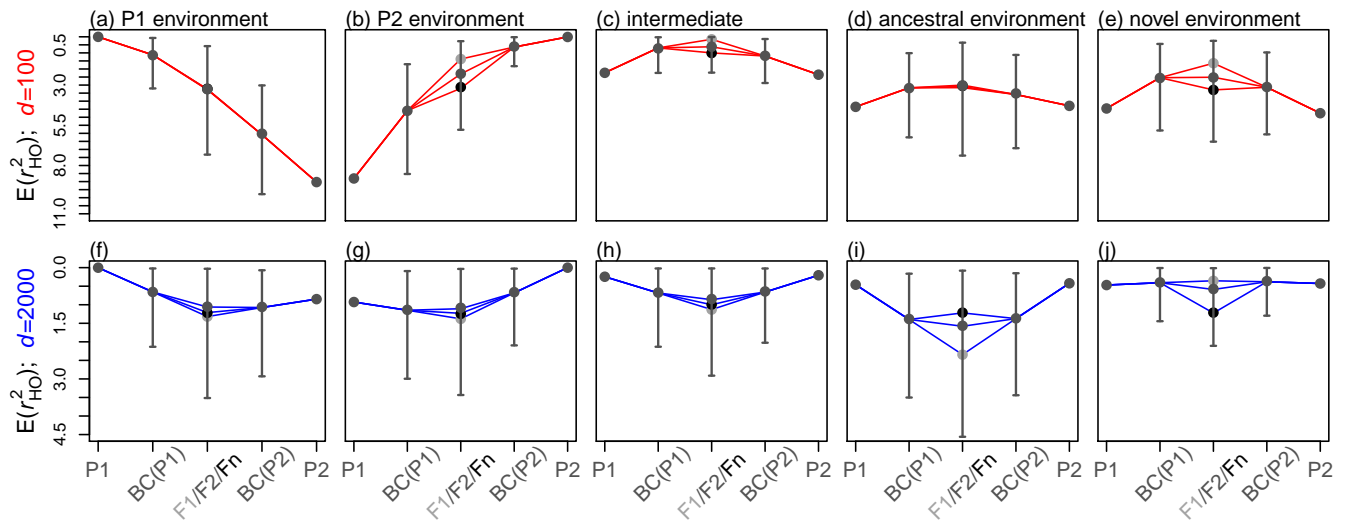 (a) P1 environment
(b) P2 environment
(c) intermediate
(d) ancestral environment
(e) novel environment
E(r²HO); d=100
0.5
3.0
5.5
8.0
11.0
(f)
(g)
(h)
(i)
(j)
E(r²HO); d=2000
0.0
1.5
3.0
4.5
P1
BC(P1)
F1/F2/Fn
BC(P2)
P2
P1
BC(P1)
F1/F2/Fn
BC(P2)
P2
P1
BC(P1)
F1/F2/Fn
BC(P2)
P2
P1
BC(P1)
F1/F2/Fn
BC(P2)
P2
P1
BC(P1)
F1/F2/Fn
BC(P2)
P2